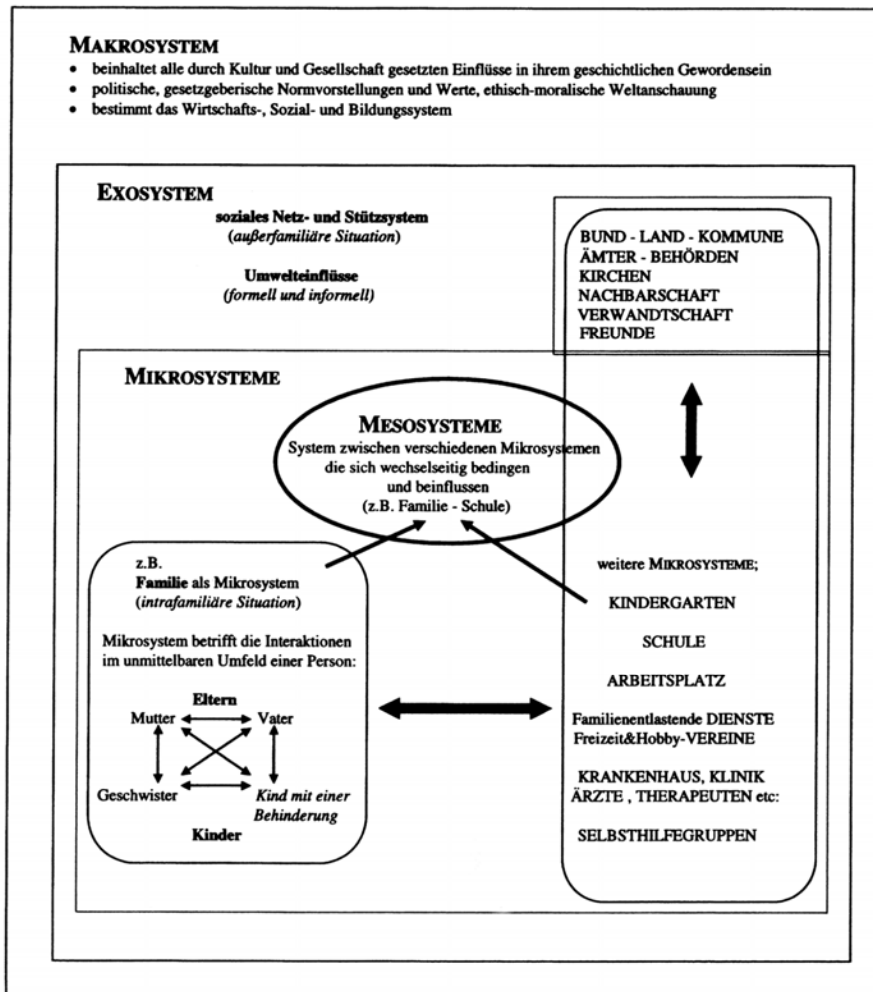 MAKROSYSTEM
• beinhaltet alle durch Kultur und Gesellschaft gesetzten Einflüsse in ihrem geschichtlichen Gewordensein
• politische, gesetzgeberische Normvorstellungen und Werte, ethisch-moralische Weltanschauung
• bestimmt das Wirtschafts-, Sozial- und Bildungssystem
EXOSYSTEM
soziales Netz- und Stützsystem
(außerfamiliäre Situation)
Umwelteinflüsse
(formell und informell)
BUND - LAND - KOMMUNE
ÄMTER - BEHÖRDEN
KIRCHEN
NACHBARSCHAFT
VERWANDTSCHAFT
FREUNDE
MIKROSYSTEME
MESOSYSTEME
System zwischen verschiedenen Mikrosystemen
die sich wechselseitig bedingen
und beinflussen
(z.B. Familie - Schule)
z.B.
Familie als Mikrosystem
(intrafamiliäre Situation)
Mikrosystem betrifft die Interaktionen
im unmittelbaren Umfeld einer Person:
Eltern
Mutter Vater
Geschwister Kind mit einer
Behinderung
Kinder
weitere MIKROSYSTEME;
KINDERGARTEN
SCHULE
ARBEITSPLATZ
Familienentlastende DIENSTE
Freizeit&Hobby-VEREINE
KRANKENHAUS, KLINIK
ÄRZTE , THERAPEUTEN etc:
SELBSTHILFEGRUPPEN